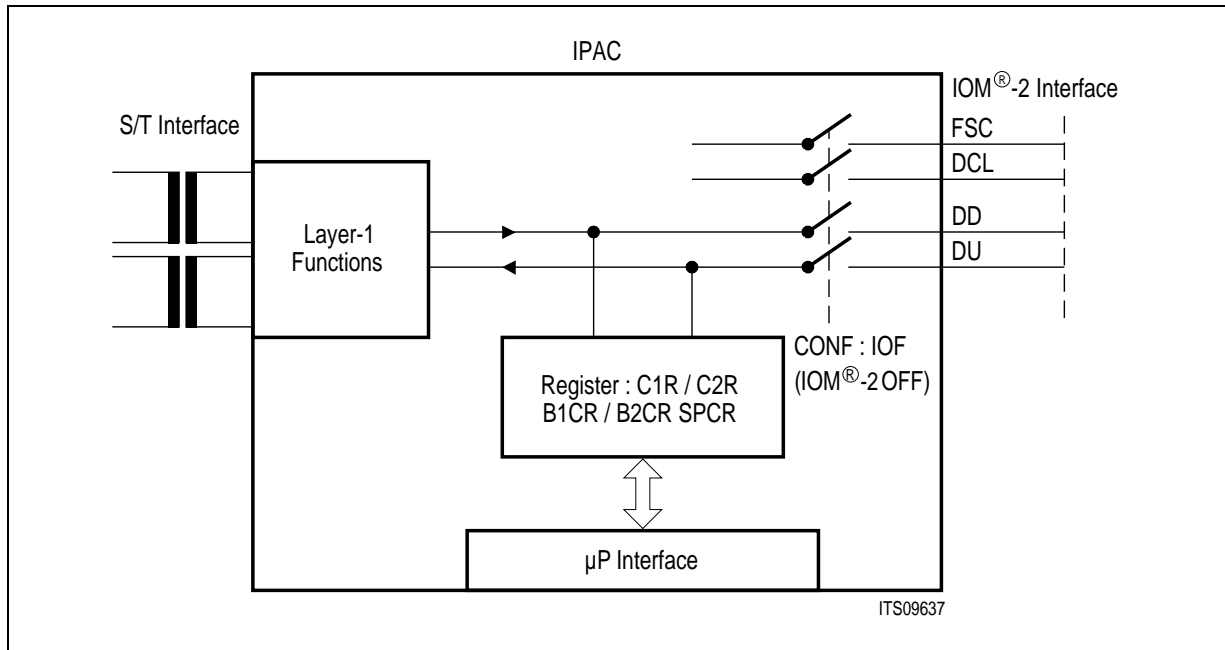 IPAC
IOM®-2 Interface
S/T Interface
FSC
DCL
DD
DU
Layer-1
Functions
CONF : IOF
(IOM®-2 OFF)
Register : C1R / C2R
B1CR / B2CR SPCR
µP Interface
ITS09637